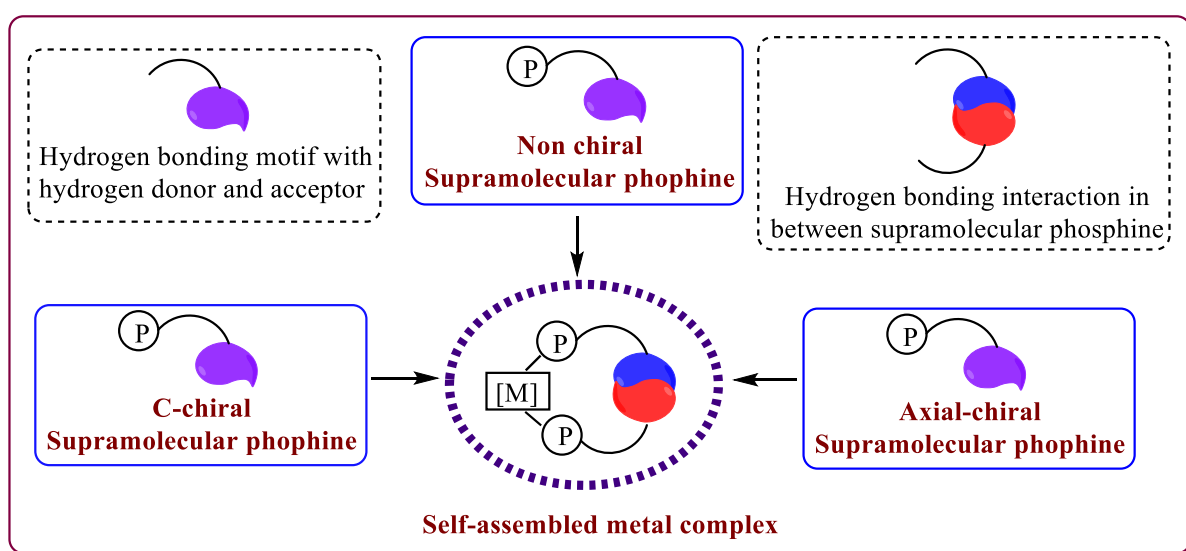 Hydrogen bonding motif with
hydrogen donor and acceptor
P
Non chiral
Supramolecular phophine
Hydrogen bonding interaction in
between supramolecular phosphine
P
C-chiral
Supramolecular phophine
P
[M]
P
P
Axial-chiral
Supramolecular phophine
Self-assembled metal complex